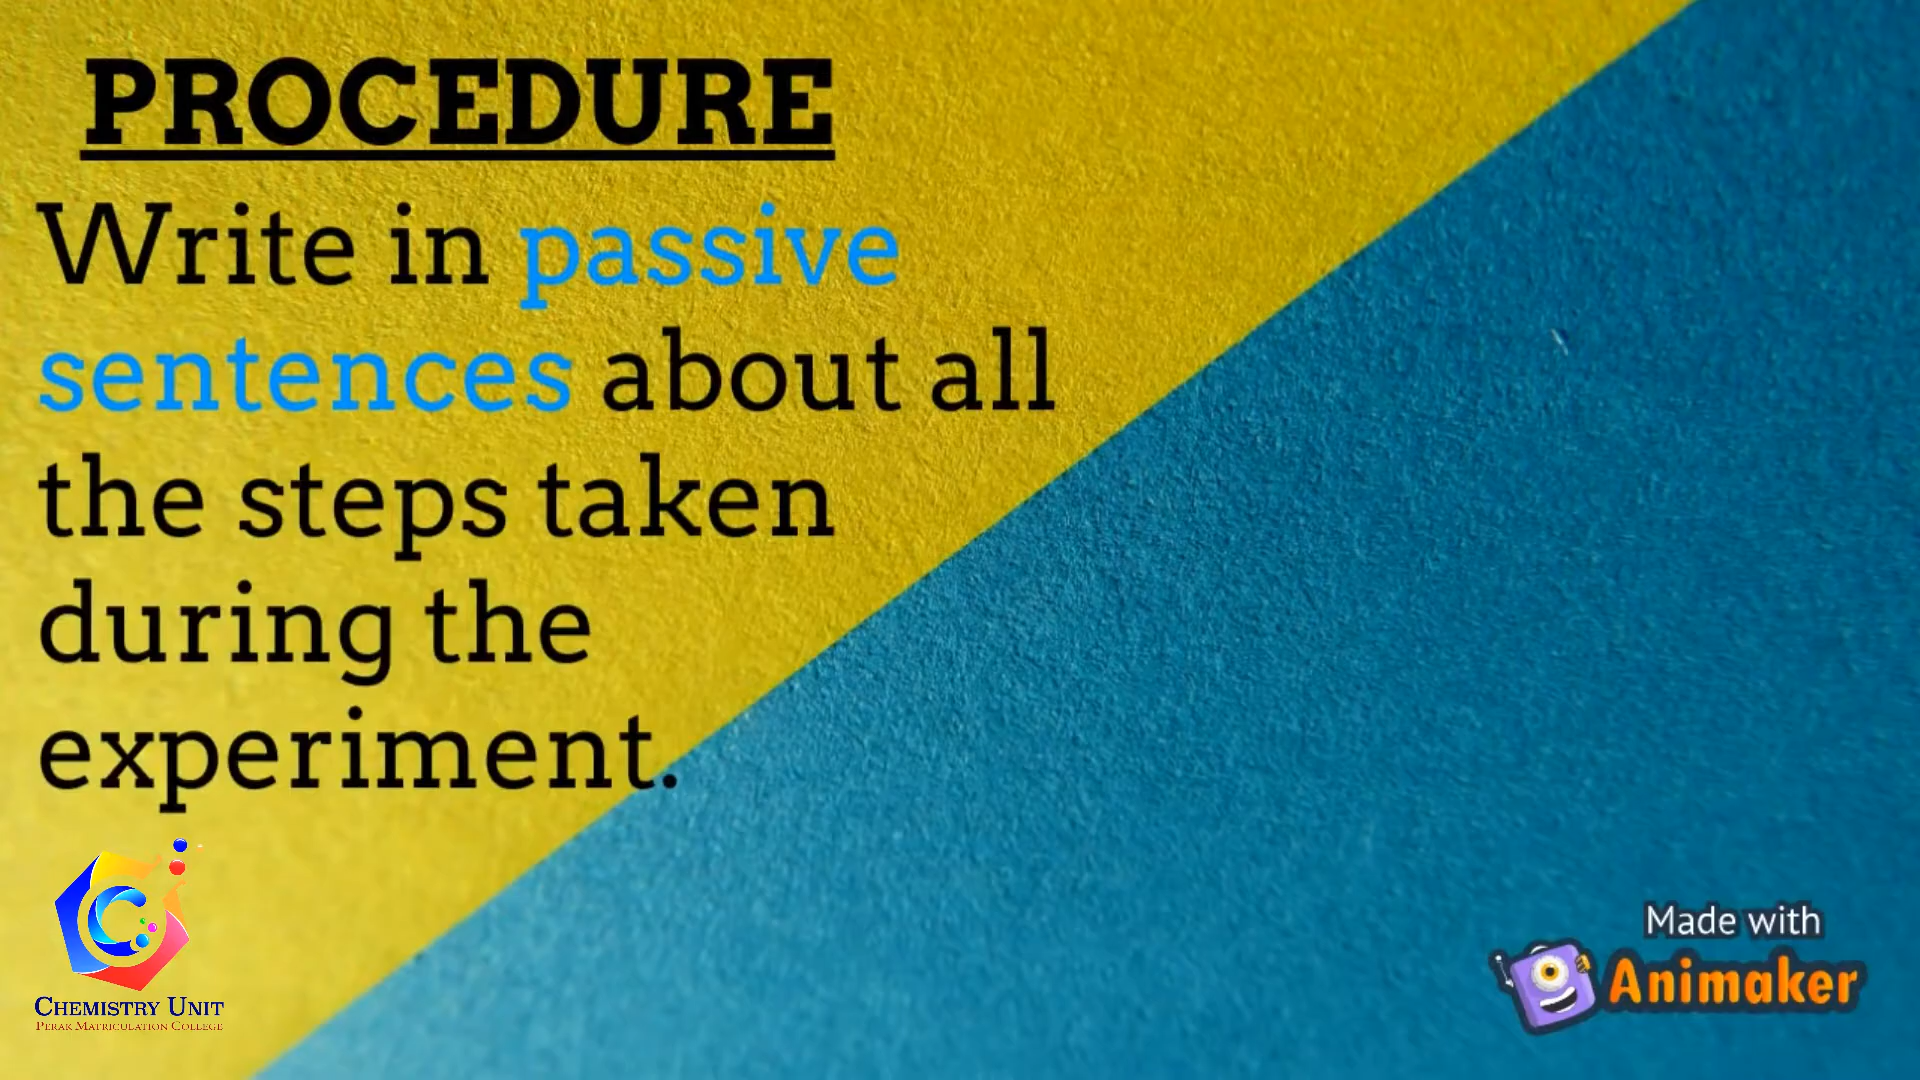 PROCEDURE
Write in passive
sentences about all
the steps taken
during the
experiment.
CHEMISTRY UNIT
PERAK MATRICULATION COLLEGE
Made with
Animaker